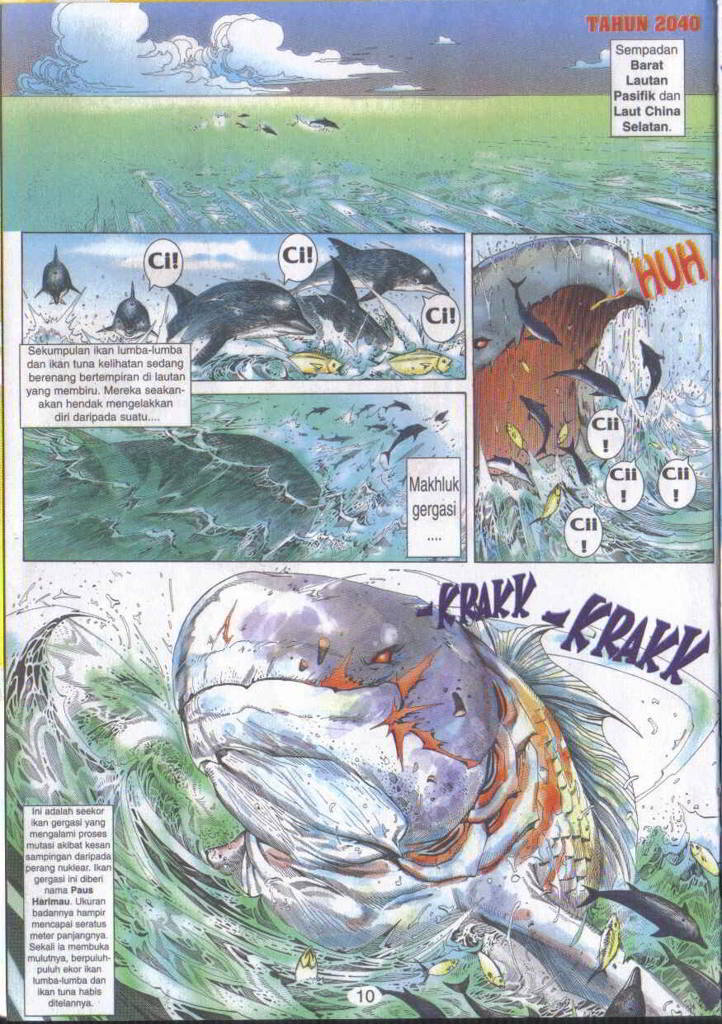 TAHUN 2040
Sempadan
Barat
Lautan
Pasifik dan
Laut China
Selatan.
Ci!
Ci!
Ci!
Sekumpulan ikan lumba-lumba
dan ikan tuna kelihatan sedang
berenang bertempiran di lautan
yang membiru. Mereka seakan-
akan hendak mengelakkan
diri daripada suatu....
Makhluk
gergasi
....
HUH
Cii
!
Cii
!
Cii
!
Cii
!
-KRAKK
-KRAKK
Ini adalah seekor
ikan gergasi yang
mengalami proses
mutasi akibat kesan
sampingan daripada
perang nuklear. Ikan
gergasi ini diberi
nama Paus
Harimau. Ukuran
badannya hampir
mencapai seratus
meter panjangnya.
Sekali ia membuka
mulutnya, berpuluh-
puluh ekor ikan
lumba-lumba dan
ikan tuna habis
ditelannya.
10